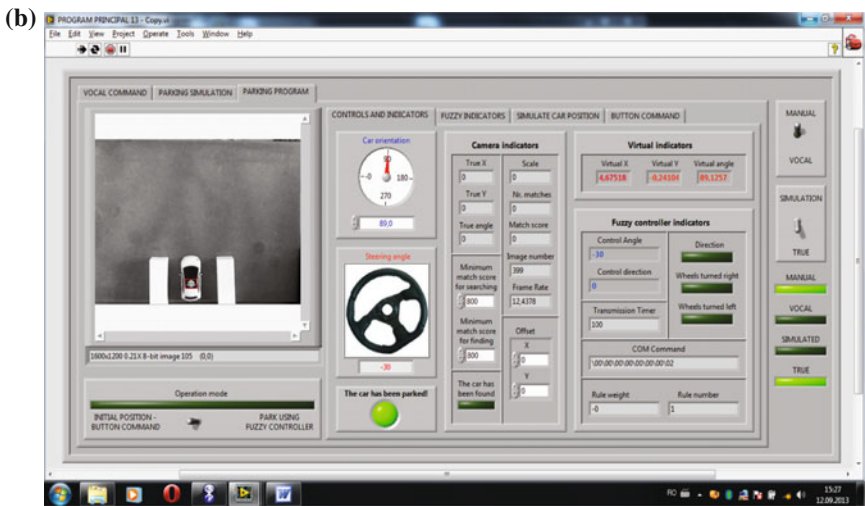 (b)
PROGRAM PRINCIPAL 13 - Copy.vi
File Edit View Project Operate Tools Window Help
VOCAL COMMAND PARKING SIMULATION PARKING PROGRAM
1600x1200 0.21X 8-bit image 105 (0,0)
Operation mode
INITIAL POSITION -
BUTTON COMMAND
PARK USING
FUZZY CONTROLLER
CONTROLS AND INDICATORS FUZZY INDICATORS SIMULATE CAR POSITION BUTTON COMMAND
Car orientation
90
-0 180
270
89,0
Steering angle
-30
The car has been parked!
Camera indicators
True X
0
True Y
0
True angle
0
Minimum
match score
for searching
800
Minimum
match score
for finding
800
The car has
been found
Scale
0
Nr. matches
0
Match score
0
Image number
399
Frame Rate
12,4378
Offset
X
0
Y
0
Virtual indicators
Virtual X Virtual Y Virtual angle
4,67518 -0,24104 89,1257
Fuzzy controller indicators
Control Angle
-30
Control direction
0
Direction
Wheels turned right
Wheels turned left
Transmission Timer
100
COM Command
\00\00\00\00\00\00\00\02
Rule weight Rule number
-0 1
MANUAL
VOCAL
SIMULATION
TRUE
MANUAL
VOCAL
SIMULATED
TRUE
RO
15:27
12.09.2013